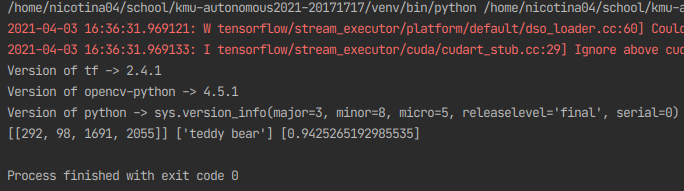 /home/nicotina04/school/kmu-autonomous2021-20171717/venv/bin/python /home/nicotina04/school/kmu-a
2021-04-03 16:36:31.969121: W tensorflow/stream_executor/platform/default/dso_loader.cc:60] Coul
2021-04-03 16:36:31.969133: I tensorflow/stream_executor/cuda/cudart_stub.cc:29] Ignore above cud
Version of tf -> 2.4.1
Version of opencv-python -> 4.5.1
Version of python -> sys.version_info(major=3, minor=8, micro=5, releaselevel='final', serial=0)
[[292, 98, 1691, 2055]] ['teddy bear'] [0.9425265192985535]
Process finished with exit code 0